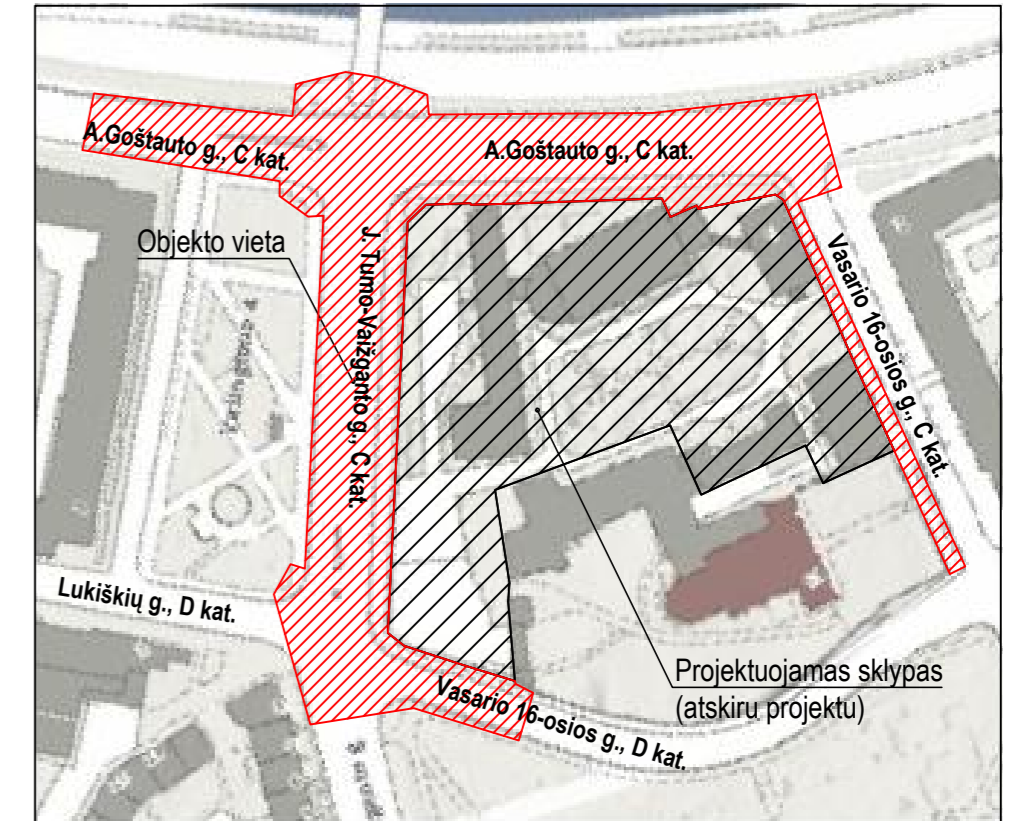 A.Goštauto g., C kat.
A.Goštauto g., C kat.
Objekto vieta
J. Tumo-Vaižganto g., C kat.
Vasario 16-osios g., C kat.
Lukiškių g., D kat.
Projektuojamas sklypas
(atskiru projektu)
Vasario 16-osios g., D kat.